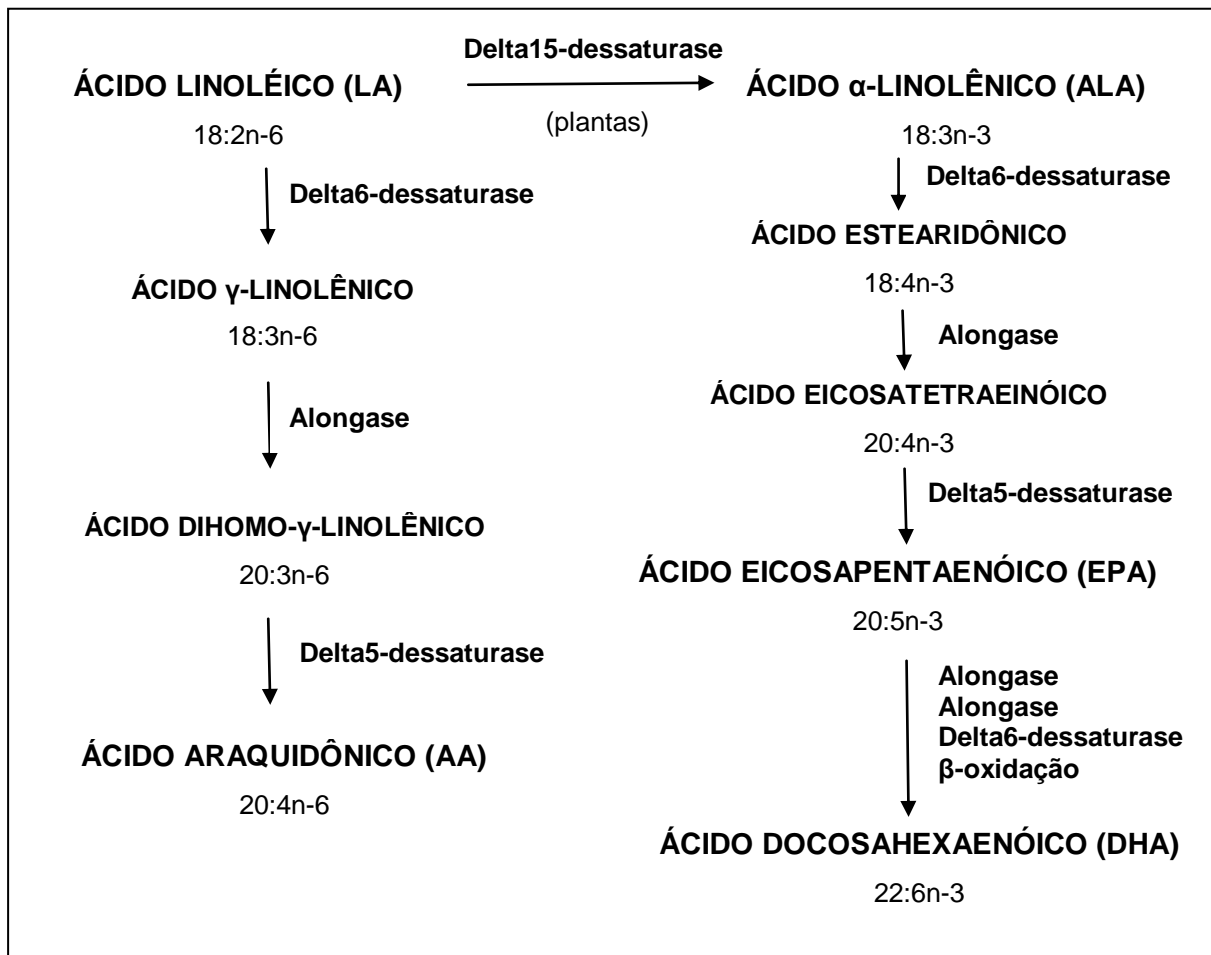 Delta15-dessaturase
ÁCIDO LINOLÉICO (LA)
ÁCIDO α-LINOLÊNICO (ALA)
(plantas)
18:2n-6
18:3n-3
Delta6-dessaturase
Delta6-dessaturase
ÁCIDO ESTEARIDÔNICO
18:4n-3
ÁCIDO γ-LINOLÊNICO
18:3n-6
Alongase
ÁCIDO EICOSATETRAEINÓICO
20:4n-3
Alongase
Delta5-dessaturase
ÁCIDO DIHOMO-γ-LINOLÊNICO
20:3n-6
ÁCIDO EICOSAPENTAENÓICO (EPA)
20:5n-3
Delta5-dessaturase
Alongase
Alongase
Delta6-dessaturase
β-oxidação
ÁCIDO ARAQUIDÔNICO (AA)
20:4n-6
ÁCIDO DOCOSAHEXAENÓICO (DHA)
22:6n-3